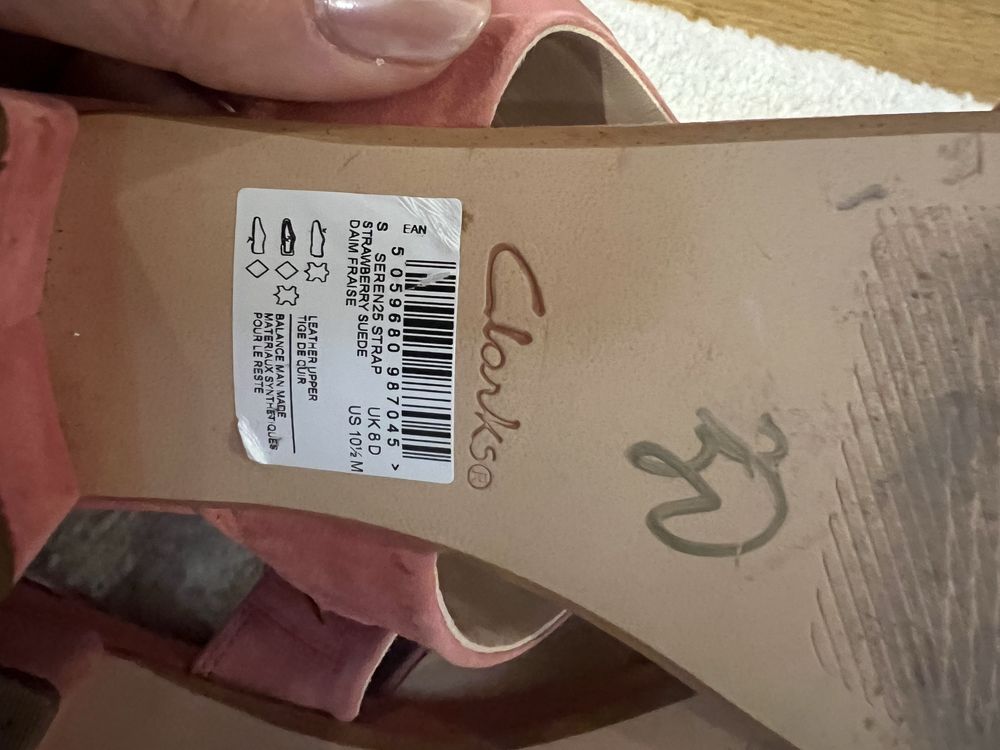 EAN
5 059680 987045 >
S SEREN25 STRAP UK 8 D
STRAWBERRY SUEDE US 10½ M
DAIM FRAISE
LEATHER UPPER
TIGE DE CUIR
BALANCE MAN MADE
MATERIAUX SYNTHETIQUES
POUR LE RESTE
Clarks®